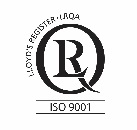 LLOYD'S REGISTER · LRQA
LR
ISO 9001